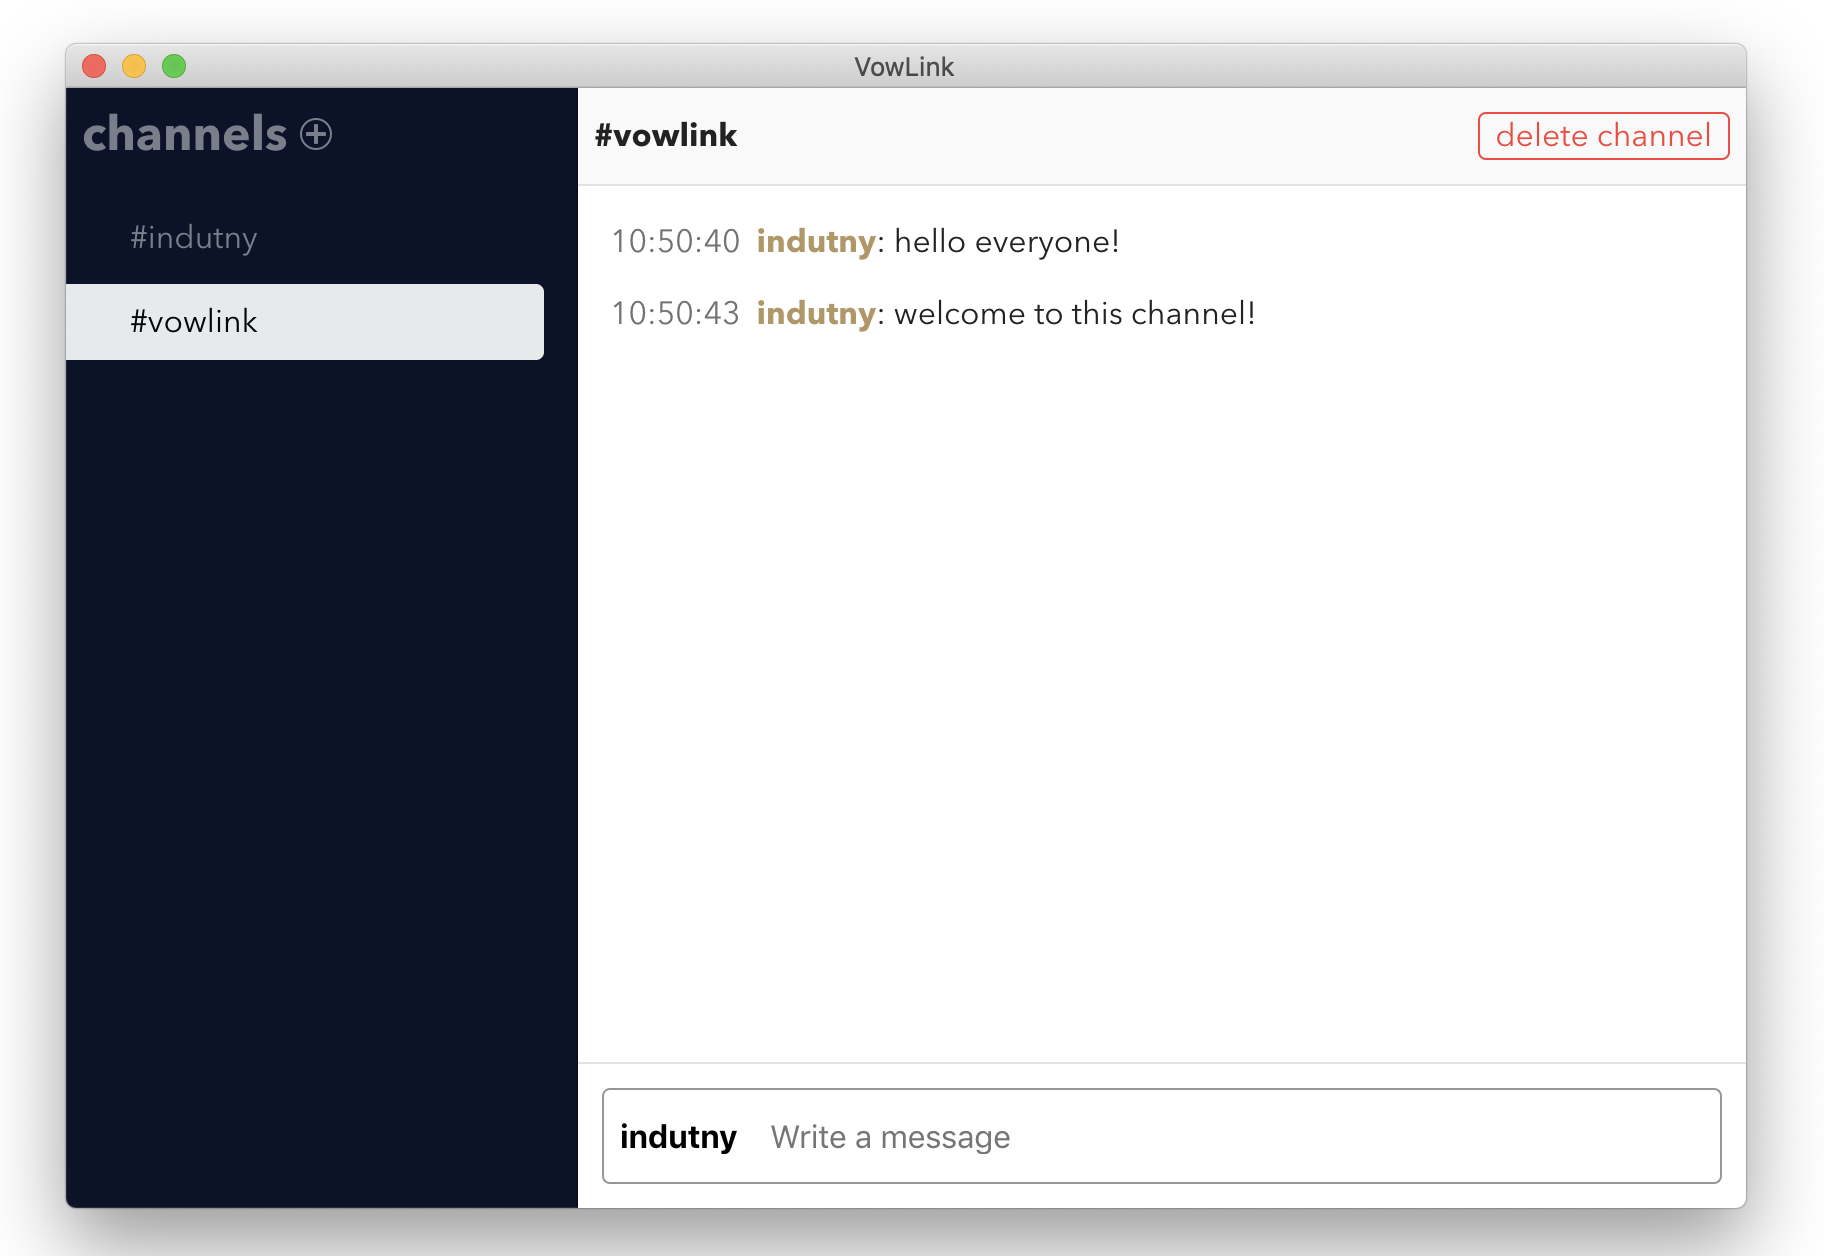 VowLink
channels
#indutny
#vowlink
#vowlink
delete channel
10:50:40 indutny: hello everyone!
10:50:43 indutny: welcome to this channel!
indutny Write a message